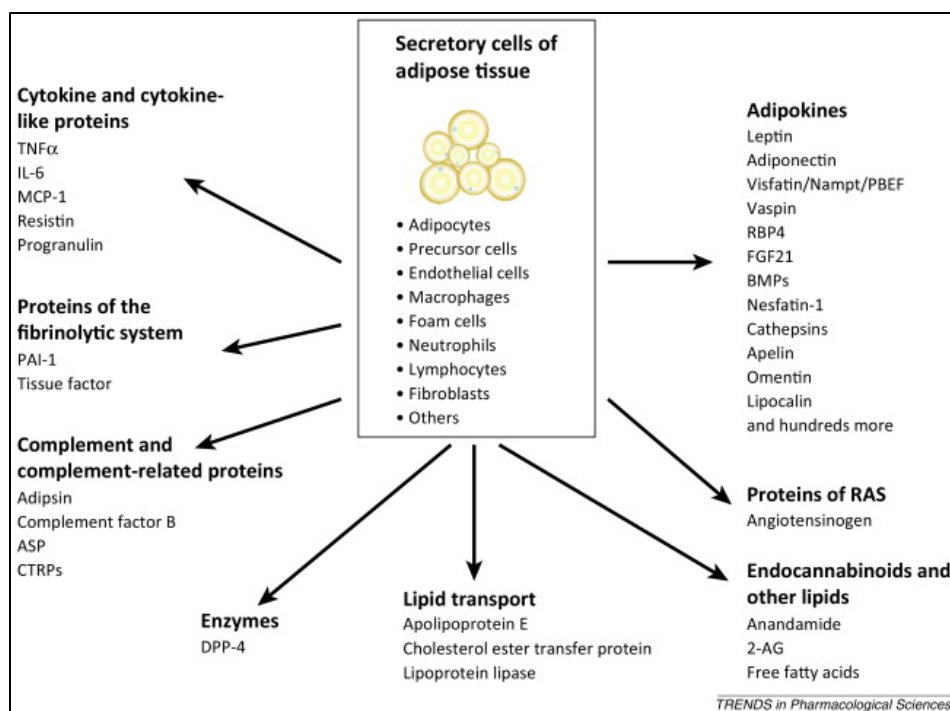 Secretory cells of
adipose tissue
• Adipocytes
• Precursor cells
• Endothelial cells
• Macrophages
• Foam cells
• Neutrophils
• Lymphocytes
• Fibroblasts
• Others
Cytokine and cytokine-
like proteins
TNFα
IL-6
MCP-1
Resistin
Progranulin
Proteins of the
fibrinolytic system
PAI-1
Tissue factor
Complement and
complement-related proteins
Adipsin
Complement factor B
ASP
CTRPs
Enzymes
DPP-4
Lipid transport
Apolipoprotein E
Cholesterol ester transfer protein
Lipoprotein lipase
Adipokines
Leptin
Adiponectin
Visfatin/Nampt/PBEF
Vaspin
RBP4
FGF21
BMPs
Nesfatin-1
Cathepsins
Apelin
Omentin
Lipocalin
and hundreds more
Proteins of RAS
Angiotensinogen
Endocannabinoids and
other lipids
Anandamide
2-AG
Free fatty acids
TRENDS in Pharmacological Sciences